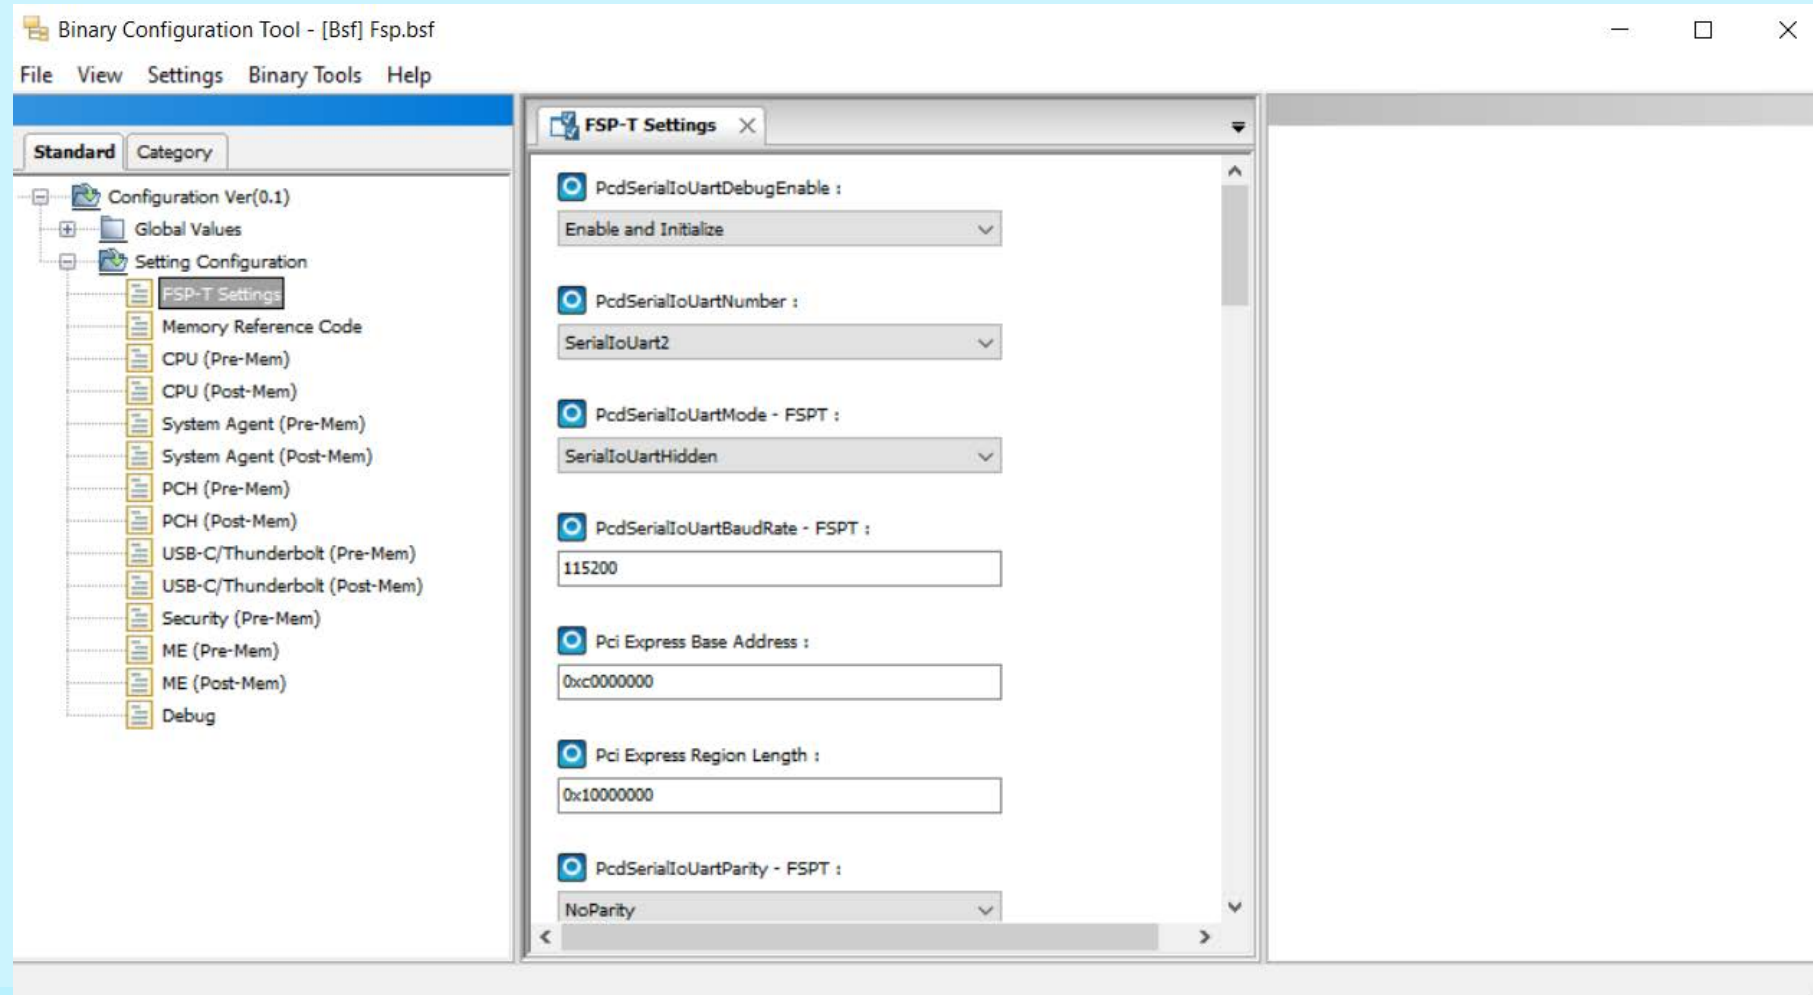 Binary Configuration Tool - [Bsf] Fsp.bsf
File View Settings Binary Tools Help
Standard Category
Configuration Ver(0.1)
Global Values
Setting Configuration
FSP-T Settings
Memory Reference Code
CPU (Pre-Mem)
CPU (Post-Mem)
System Agent (Pre-Mem)
System Agent (Post-Mem)
PCH (Pre-Mem)
PCH (Post-Mem)
USB-C/Thunderbolt (Pre-Mem)
USB-C/Thunderbolt (Post-Mem)
Security (Pre-Mem)
ME (Pre-Mem)
ME (Post-Mem)
Debug
FSP-T Settings
PcdSerialIoUartDebugEnable :
Enable and Initialize
PcdSerialIoUartNumber :
SerialIoUart2
PcdSerialIoUartMode - FSPT :
SerialIoUartHidden
PcdSerialIoUartBaudRate - FSPT :
115200
Pci Express Base Address :
0xc0000000
Pci Express Region Length :
0x10000000
PcdSerialIoUartParity - FSPT :
NoParity